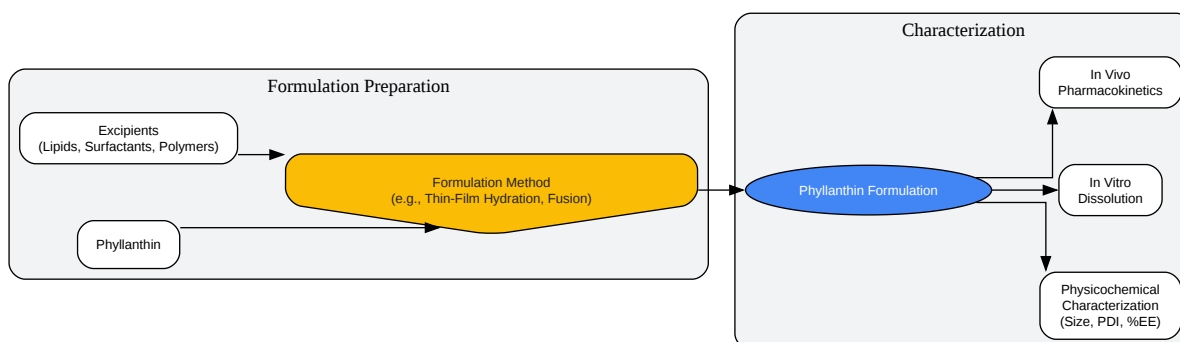 Formulation Preparation
Excipients
(Lipids, Surfactants, Polymers)
Phyllanthin
Formulation Method
(e.g., Thin-Film Hydration, Fusion)
Characterization
Phyllanthin Formulation
In Vivo
Pharmacokinetics
In Vitro
Dissolution
Physicochemical
Characterization
(Size, PDI, %EE)